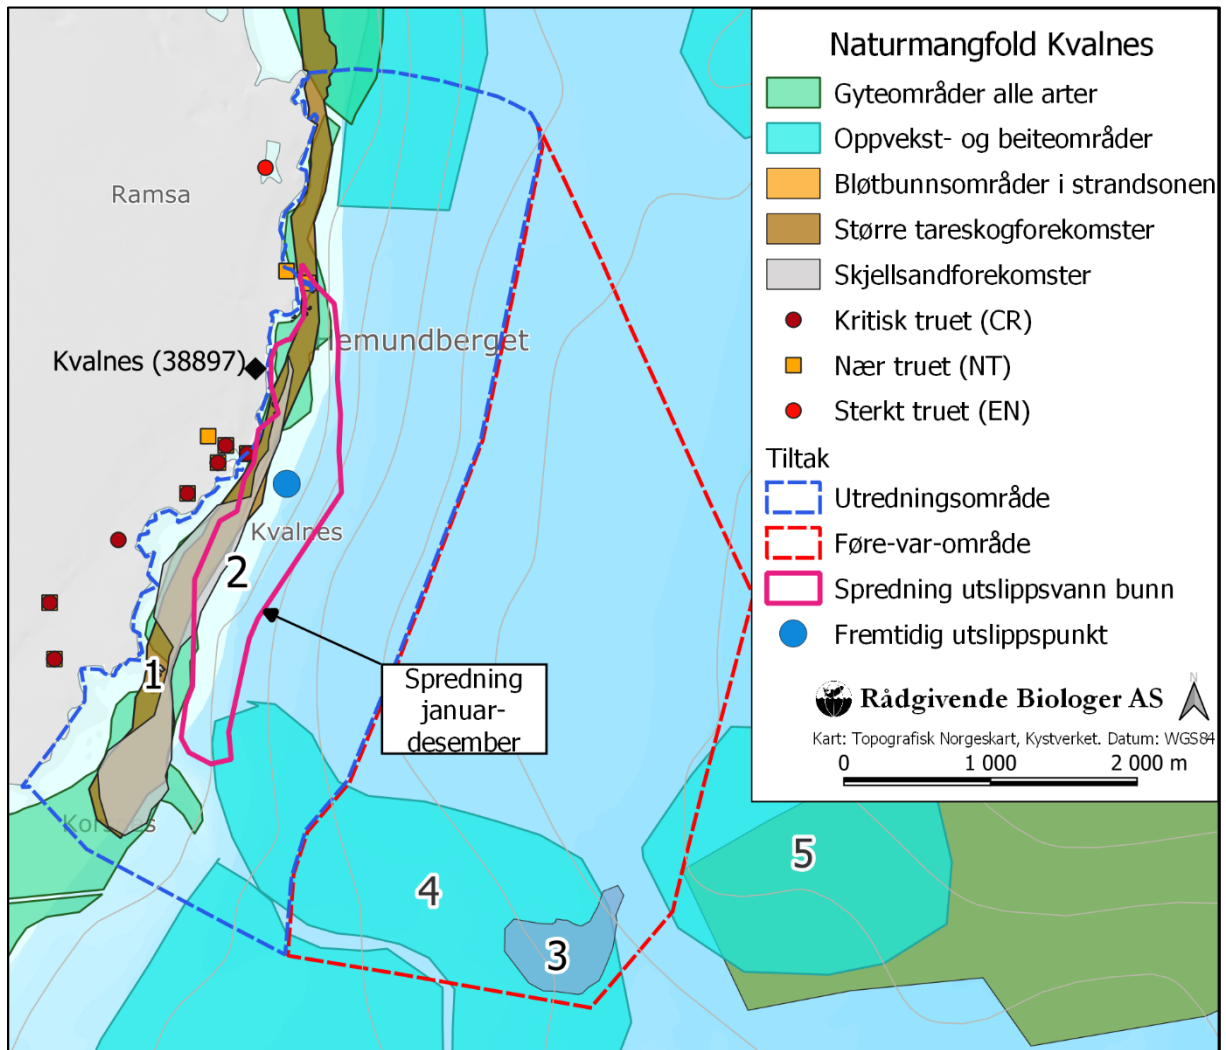 Naturmangfold Kvalnes
Gyteområder alle arter
Oppvekst- og beiteområder
Bløtbunnsområder i strandsonen
Større tareskogforekomster
Skjellsandforekomster
Kritisk truet (CR)
Nær truet (NT)
Sterkt truet (EN)
Tiltak
Utredningsområde
Føre-var-område
Spredning utslippsvann bunn
Fremtidig utslippspunkt
N
Rådgivende Biologer AS
Kart: Topografisk Norgeskart, Kystverket. Datum: WGS84
0 1 000 2 000 m
Ramsa
emundberget
Kvalnes (38897)
Kvalnes
2
1
Spredning
januar-
desember
Korsnes
5
4
3